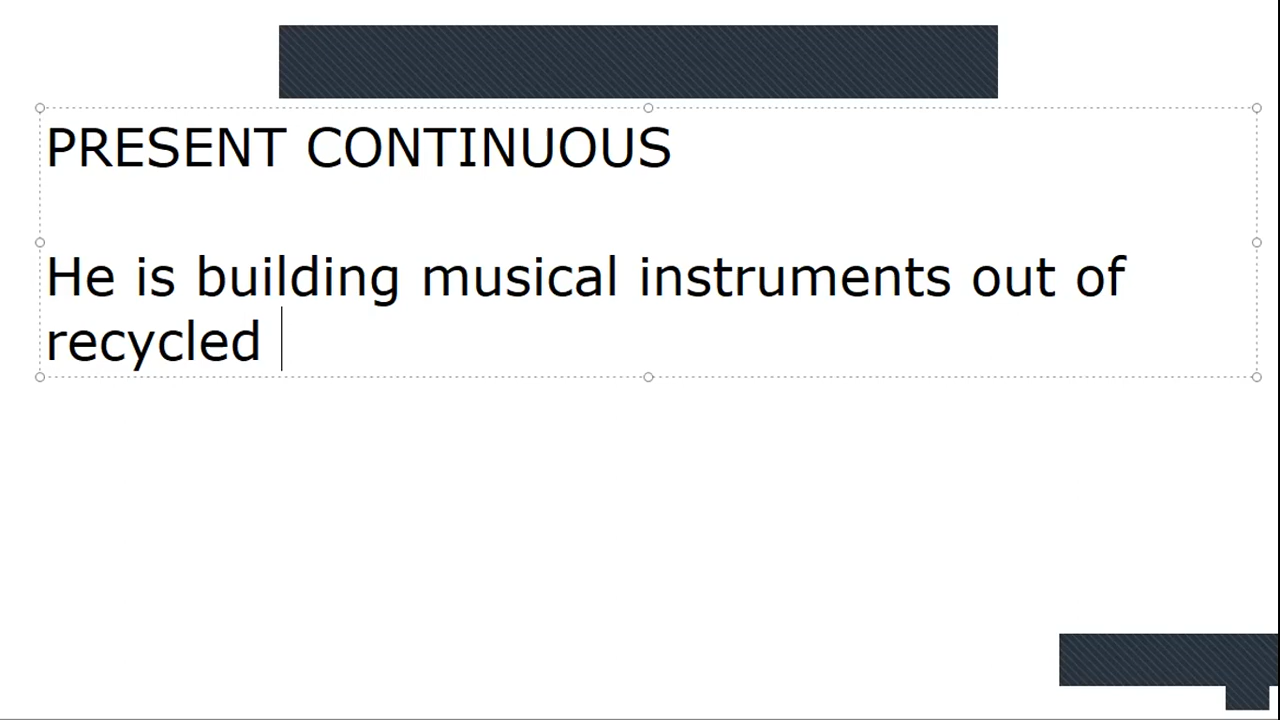 PRESENT CONTINUOUS
He is building musical instruments out of
recycled